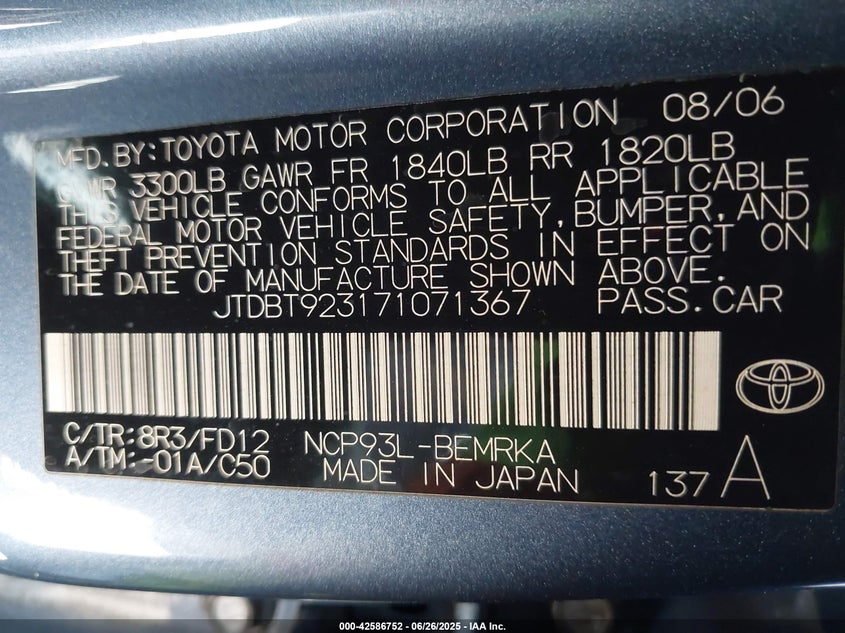 MFD. BY: TOYOTA MOTOR CORPORATION 08/06
GVWR 3300LB GAWR FR 1840LB RR 1820LB
THIS VEHICLE CONFORMS TO ALL APPLICABLE
FEDERAL MOTOR VEHICLE SAFETY, BUMPER, AND
THEFT PREVENTION STANDARDS IN EFFECT ON
THE DATE OF MANUFACTURE SHOWN ABOVE.
JTDBT923171071367 PASS. CAR
C/TR: 8R3/FD12 NCP93L-BEMRKA
A/TM: -01A/C50 MADE IN JAPAN 137 A
000-42586752 - 06/26/2025 - IAA Inc.